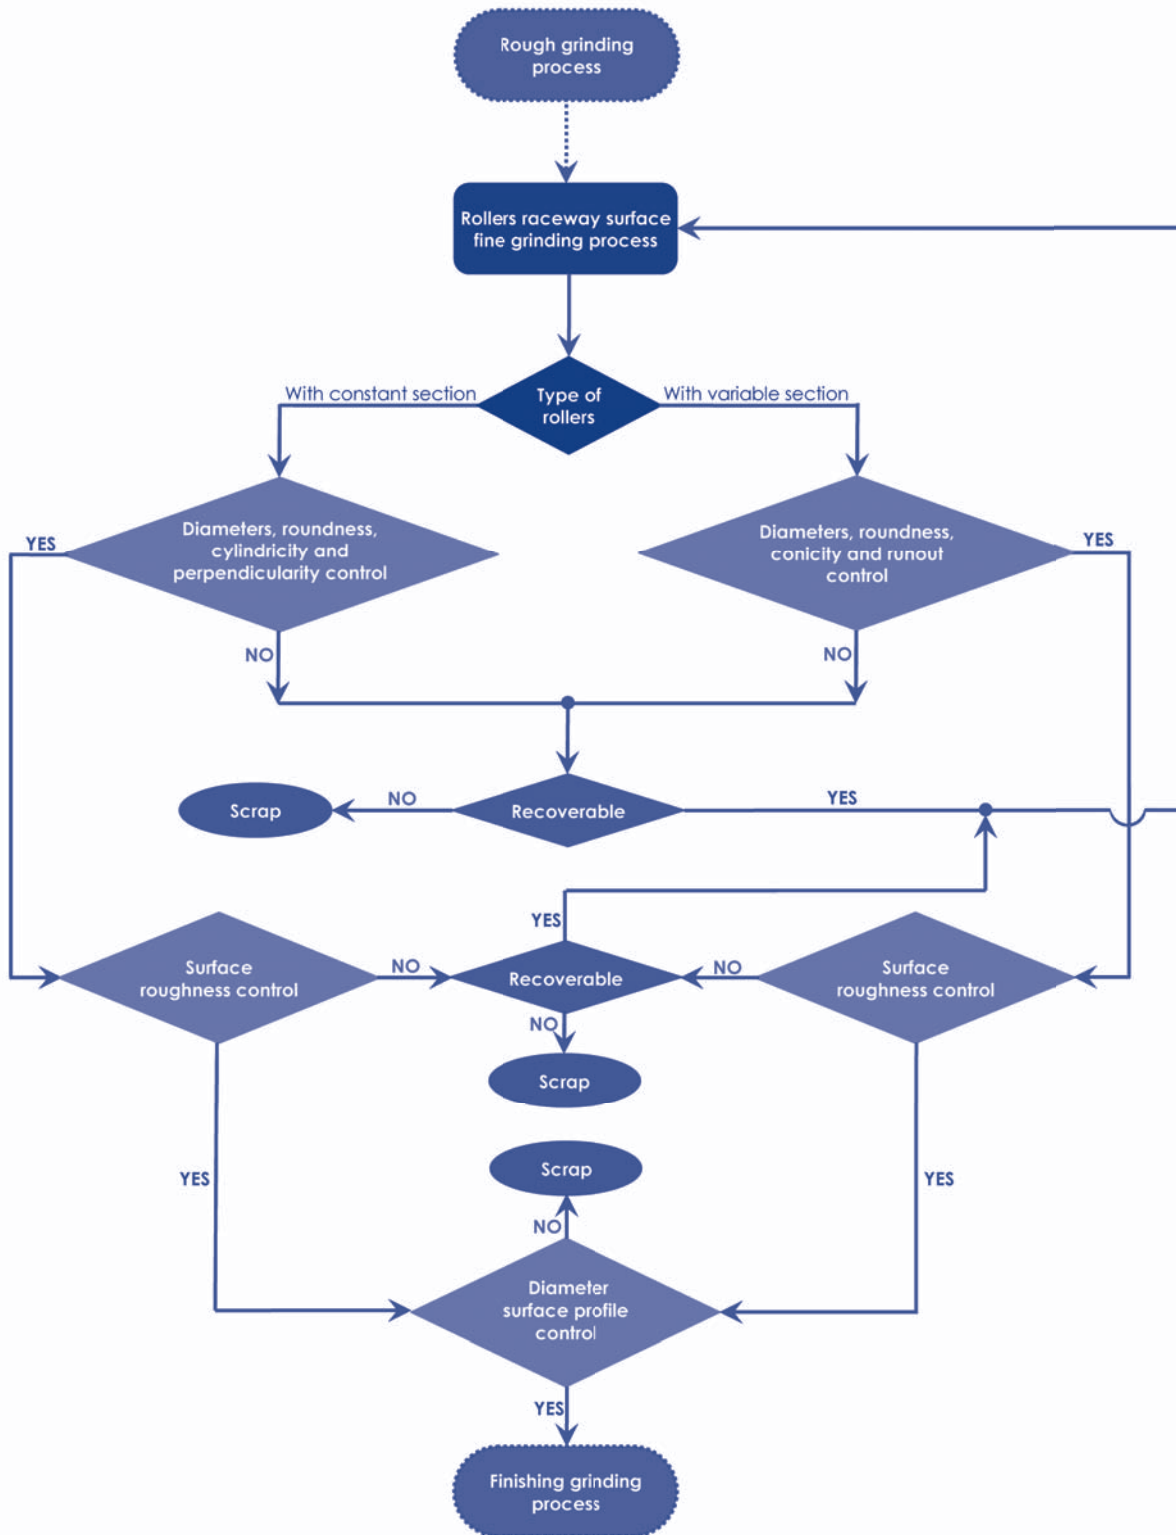 Rough grinding
process
Rollers raceway surface
fine grinding process
With constant section
Type of
rollers
With variable section
YES
Diameters, roundness,
cylindricity and
perpendicularity control
Diameters, roundness,
conicity and runout
control
YES
NO
NO
Scrap
NO
Recoverable
YES
YES
Surface
roughness control
NO
Recoverable
NO
Surface
roughness control
NO
Scrap
YES
Scrap
YES
NO
Diameter
surface profile
control
YES
Finishing grinding
process